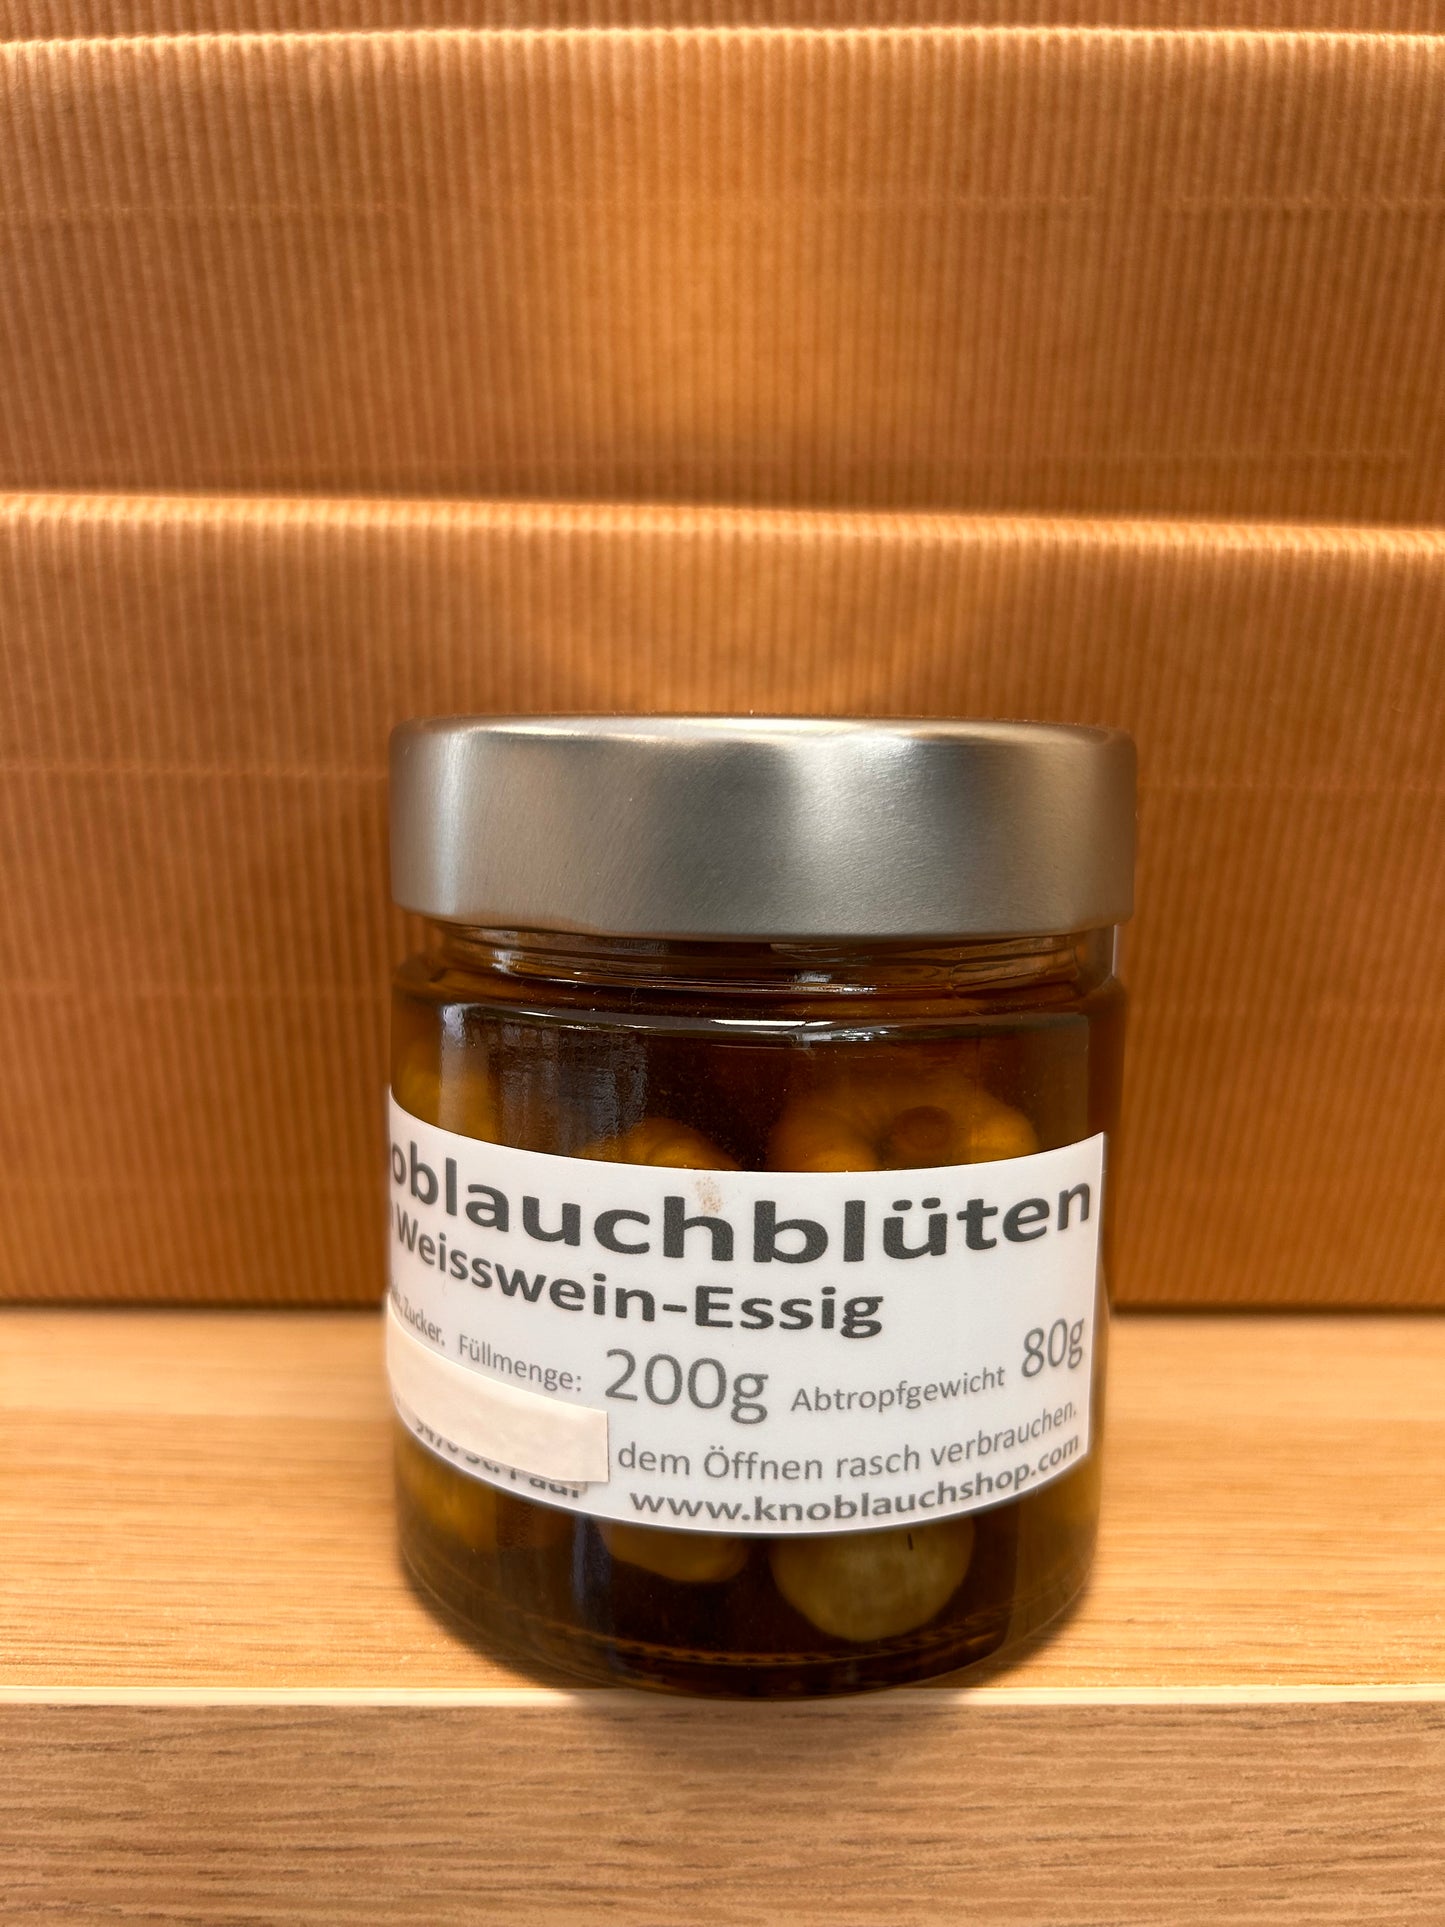 oblauchblüten
Weisswein-Essig
Zucker. Füllmenge: 200g Abtropfgewicht 80g
dem Öffnen rasch verbrauchen.
www.knoblauchshop.com